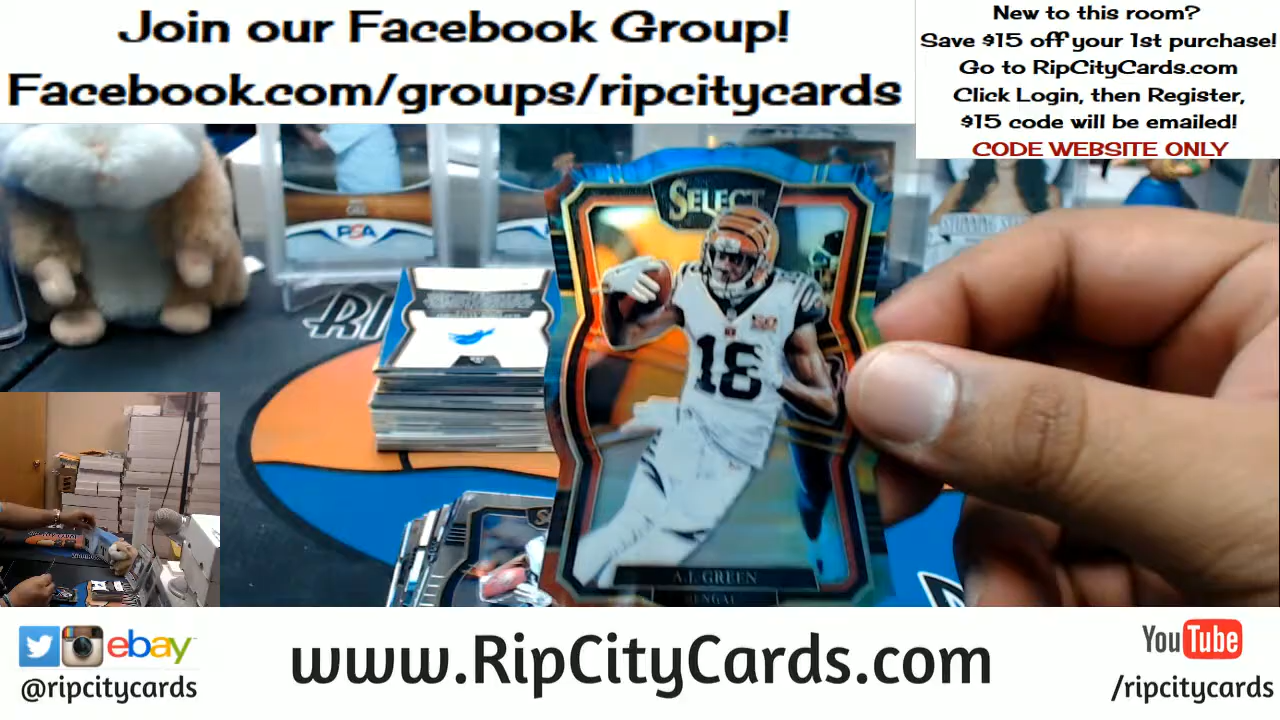 Join our Facebook Group!
Facebook.com/groups/ripcitycards
New to this room?
Save $15 off your 1st purchase!
Go to RipCityCards.com
Click Login, then Register,
$15 code will be emailed!
CODE WEBSITE ONLY
PSA
RI
SELECT
18
A.J. GREEN
BENGALS
ebay
@ripcitycards
www.RipCityCards.com
YouTube
/ripcitycards